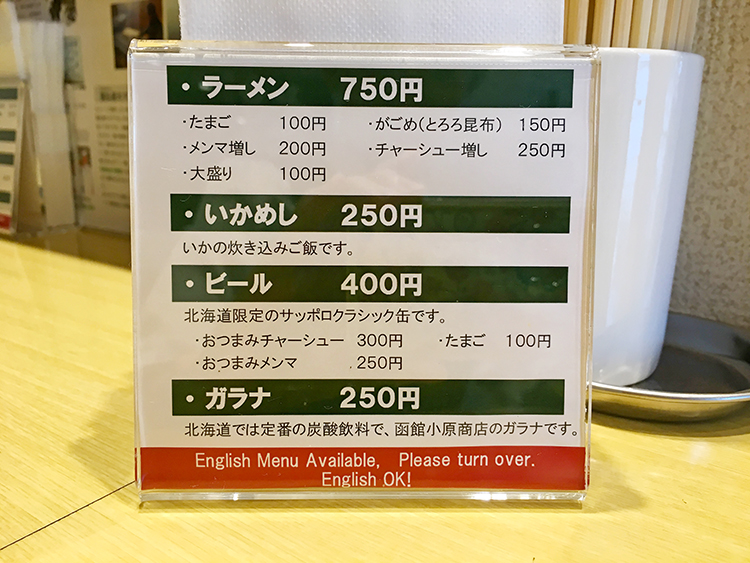 ・ラーメン 750円
・たまご 100円 ・がごめ(とろろ昆布) 150円
・メンマ増し 200円 ・チャーシュー増し 250円
・大盛り 100円
・いかめし 250円
いかの炊き込みご飯です。
・ビール 400円
北海道限定のサッポロクラシック缶です。
・おつまみチャーシュー 300円 ・たまご 100円
・おつまみメンマ 250円
・ガラナ 250円
北海道では定番の炭酸飲料で、函館小原商店のガラナです。
English Menu Available, Please turn over.
English OK!